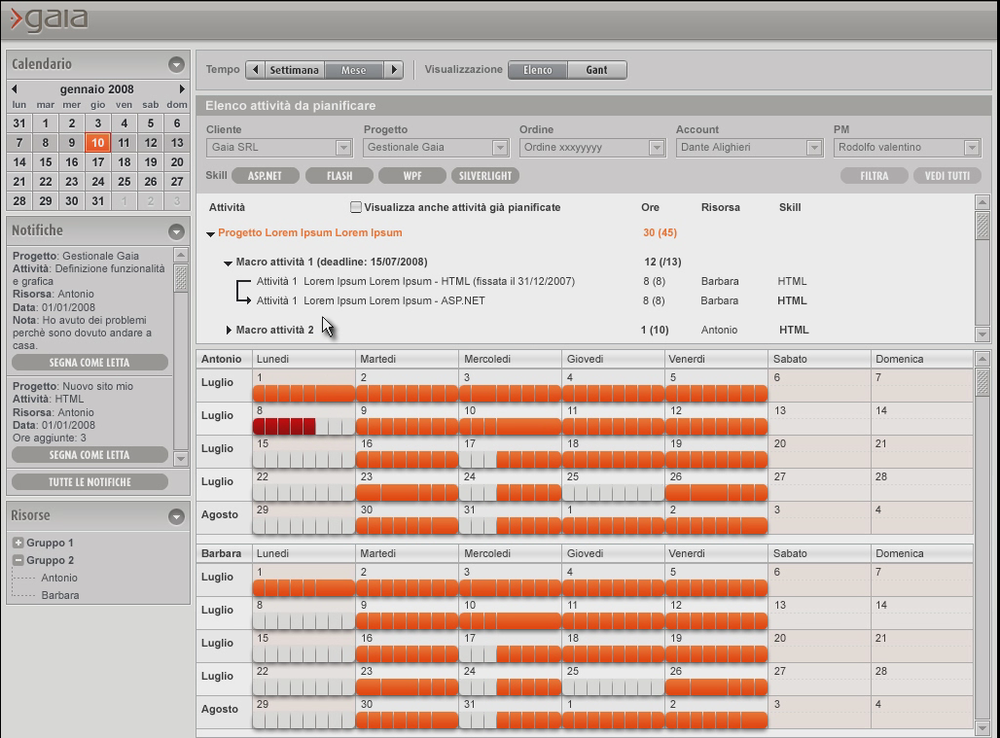 gaia
Calendario
gennaio 2008
lun mar mer gio ven sab dom
31 1 2 3 4 5 6
7 8 9 10 11 12 13
14 15 16 17 18 19 20
21 22 23 24 25 26 27
28 29 30 31 1 2 3
Notifiche
Progetto: Gestionale Gaia
Attività: Definizione funzionalità
e grafica
Risorsa: Antonio
Data: 01/01/2008
Nota: Ho avuto dei problemi
perchè sono dovuto andare a
casa.
SEGNA COME LETTA
Progetto: Nuovo sito mio
Attività: HTML
Risorsa: Antonio
Data: 01/01/2008
Ore aggiunte: 3
SEGNA COME LETTA
TUTTE LE NOTIFICHE
Risorse
Gruppo 1
Gruppo 2
Antonio
Barbara
Tempo Settimana Mese Visualizzazione Elenco Gant
Elenco attività da pianificare
Cliente Progetto Ordine Account PM
Gaia SRL Gestionale Gaia Ordine xxxyyyyy Dante Alighieri Rodolfo valentino
Skill ASP.NET FLASH WPF SILVERLIGHT FILTRA VEDI TUTTI
Attività Visualizza anche attività già pianificate Ore Risorsa Skill
Progetto Lorem Ipsum Lorem Ipsum 30 (45)
Macro attività 1 (deadline: 15/07/2008) 12 (/13)
Attività 1 Lorem Ipsum Lorem Ipsum - HTML (fissata il 31/12/2007) 8 (8) Barbara HTML
Attività 1 Lorem Ipsum Lorem Ipsum - ASP.NET 8 (8) Barbara HTML
Macro attività 2 1 (10) Antonio HTML
Antonio Lunedi Martedi Mercoledi Giovedi Venerdi Sabato Domenica
Luglio 1 2 3 4 5 6 7
Luglio 8 9 10 11 12 13 14
Luglio 15 16 17 18 19 20 21
Luglio 22 23 24 25 26 27 28
Agosto 29 30 31 1 2 3 4
Barbara Lunedi Martedi Mercoledi Giovedi Venerdi Sabato Domenica
Luglio 1 2 3 4 5 6 7
Luglio 8 9 10 11 12 13 14
Luglio 15 16 17 18 19 20 21
Luglio 22 23 24 25 26 27 28
Agosto 29 30 31 1 2 3 4